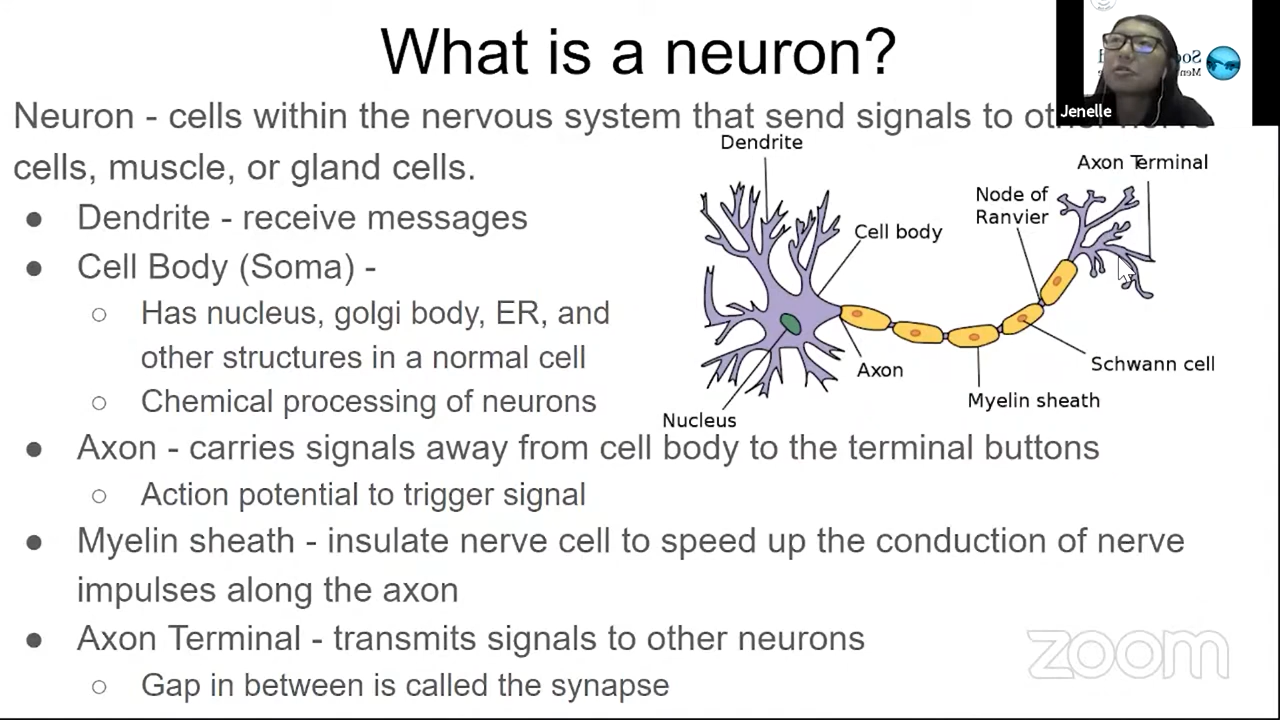 What is a neuron?
Jenelle
Neuron - cells within the nervous system that send signals to other nerve
cells, muscle, or gland cells.
● Dendrite - receive messages
● Cell Body (Soma) -
○ Has nucleus, golgi body, ER, and
other structures in a normal cell
○ Chemical processing of neurons
Dendrite
Axon Terminal
Node of
Ranvier
Cell body
Axon
Schwann cell
Myelin sheath
Nucleus
● Axon - carries signals away from cell body to the terminal buttons
○ Action potential to trigger signal
● Myelin sheath - insulate nerve cell to speed up the conduction of nerve
impulses along the axon
● Axon Terminal - transmits signals to other neurons
○ Gap in between is called the synapse
zoom